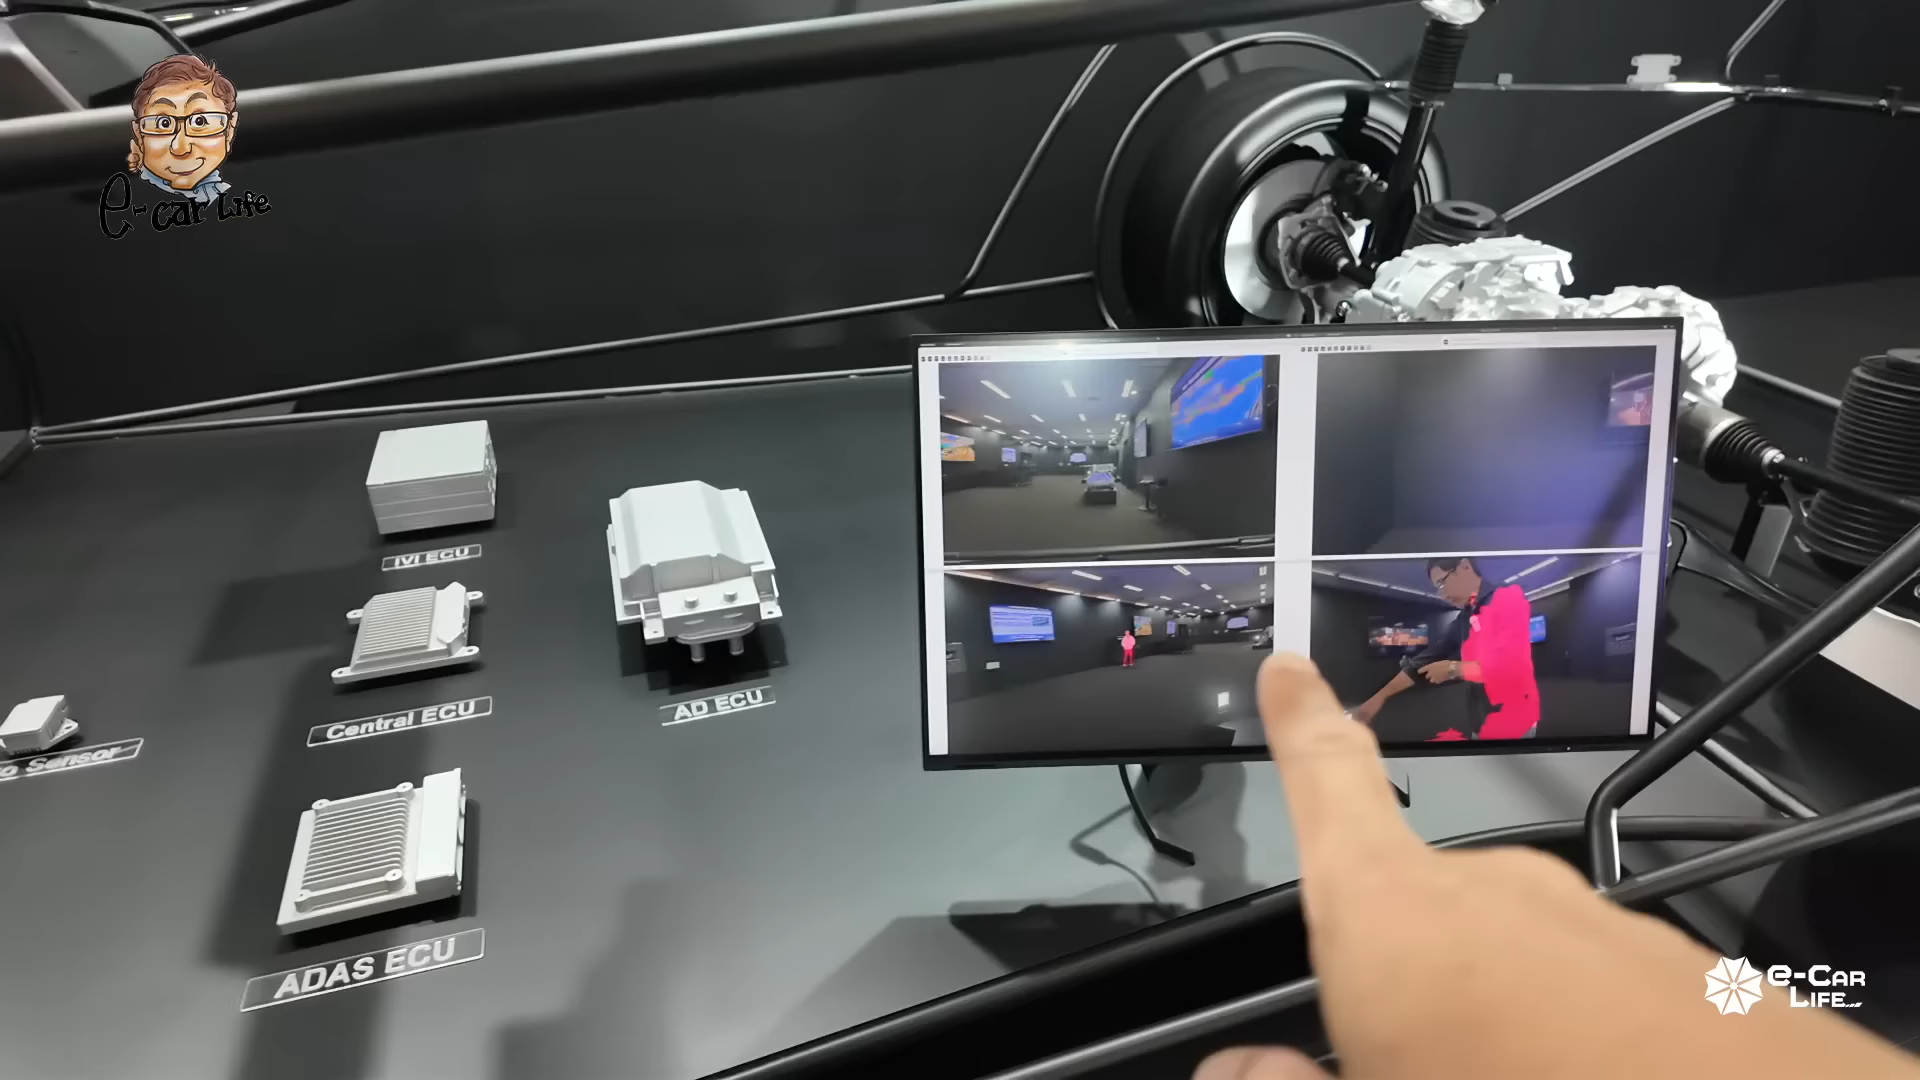 e-car Life
IVI ECU
Central ECU
AD ECU
Sensor
ADAS ECU
e-CAR
LIFE